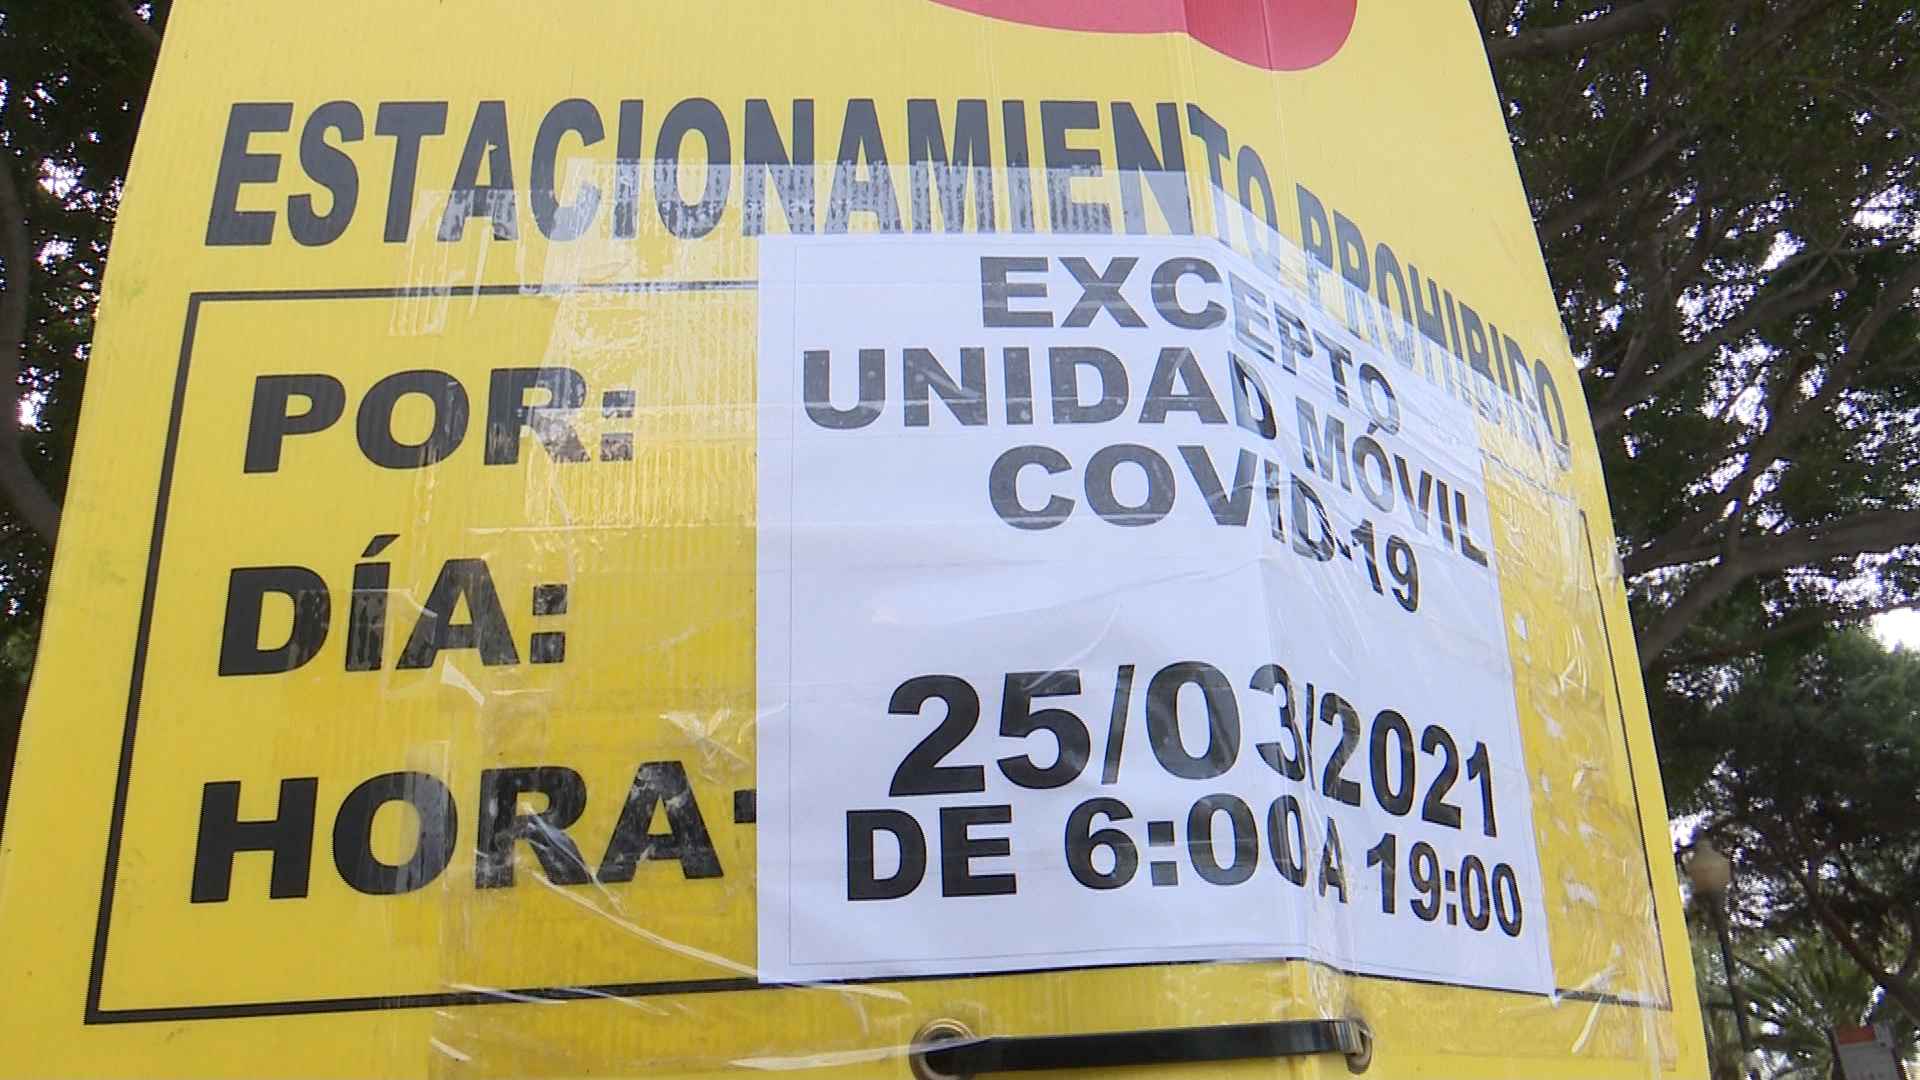 ESTACIONAMIENTO PROHIBIDO
POR:
EXCEPTO
UNIDAD MÓVIL
COVID-19
DÍA:
25/03/2021
HORA:
DE 6:00 A 19:00